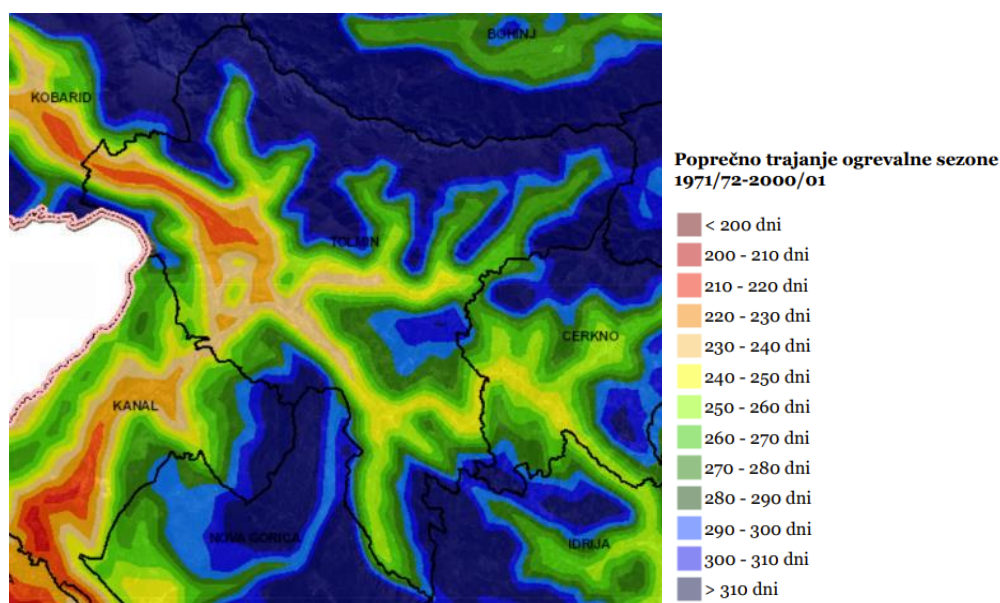 BOHINJ
KOBARID
TOLMIN
CERKNO
KANAL
NOVA GORICA
IDRIJA
Poprečno trajanje ogrevalne sezone
1971/72-2000/01
< 200 dni
200 - 210 dni
210 - 220 dni
220 - 230 dni
230 - 240 dni
240 - 250 dni
250 - 260 dni
260 - 270 dni
270 - 280 dni
280 - 290 dni
290 - 300 dni
300 - 310 dni
> 310 dni